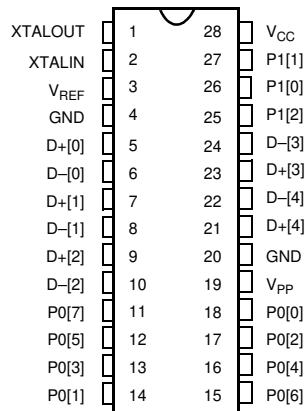 XTALOUT 1 28 VCC
XTALIN 2 27 P1[1]
VREF 3 26 P1[0]
GND 4 25 P1[2]
D+[0] 5 24 D–[3]
D–[0] 6 23 D+[3]
D+[1] 7 22 D–[4]
D–[1] 8 21 D+[4]
D+[2] 9 20 GND
D–[2] 10 19 VPP
P0[7] 11 18 P0[0]
P0[5] 12 17 P0[2]
P0[3] 13 16 P0[4]
P0[1] 14 15 P0[6]